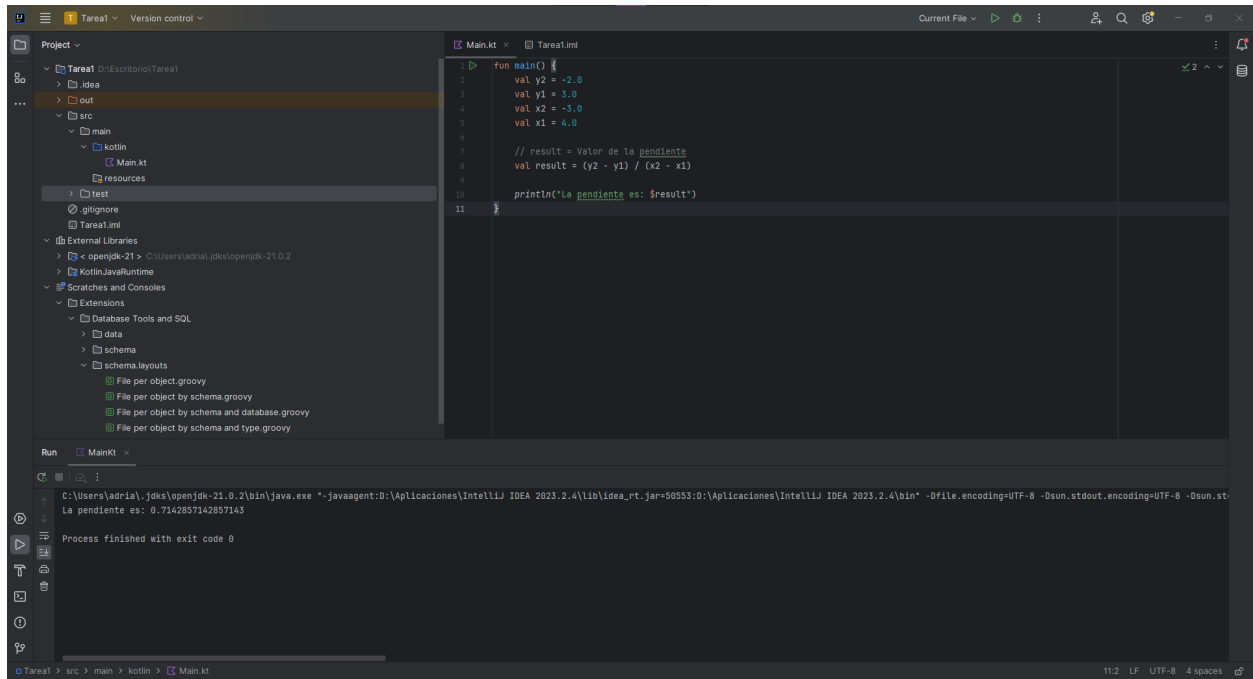 T Tarea1 Version control Current File
Project
Main.kt Tarea1.iml
Tarea1 D:\Escritorio\Tarea1
.idea
out
src
main
kotlin
Main.kt
resources
test
.gitignore
Tarea1.iml
External Libraries
< openjdk-21 > C:\Users\adria\.jdks\openjdk-21.0.2
KotlinJavaRuntime
Scratches and Consoles
Extensions
Database Tools and SQL
data
schema
schema.layouts
File per object.groovy
File per object by schema.groovy
File per object by schema and database.groovy
File per object by schema and type.groovy
1 fun main() {
2 val y2 = -2.0
3 val y1 = 3.0
4 val x2 = -3.0
5 val x1 = 4.0
6
7 // result = Valor de la pendiente
8 val result = (y2 - y1) / (x2 - x1)
9
10 println("La pendiente es: $result")
11 }
2
Run MainKt
C:\Users\adria\.jdks\openjdk-21.0.2\bin\java.exe "-javaagent:D:\Aplicaciones\IntelliJ IDEA 2023.2.4\lib\idea_rt.jar=50553:D:\Aplicaciones\IntelliJ IDEA 2023.2.4\bin" -Dfile.encoding=UTF-8 -Dsun.stdout.encoding=UTF-8 -Dsun.st
La pendiente es: 0.7142857142857143
Process finished with exit code 0
Tarea1 > src > main > kotlin > Main.kt 11:2 LF UTF-8 4 spaces